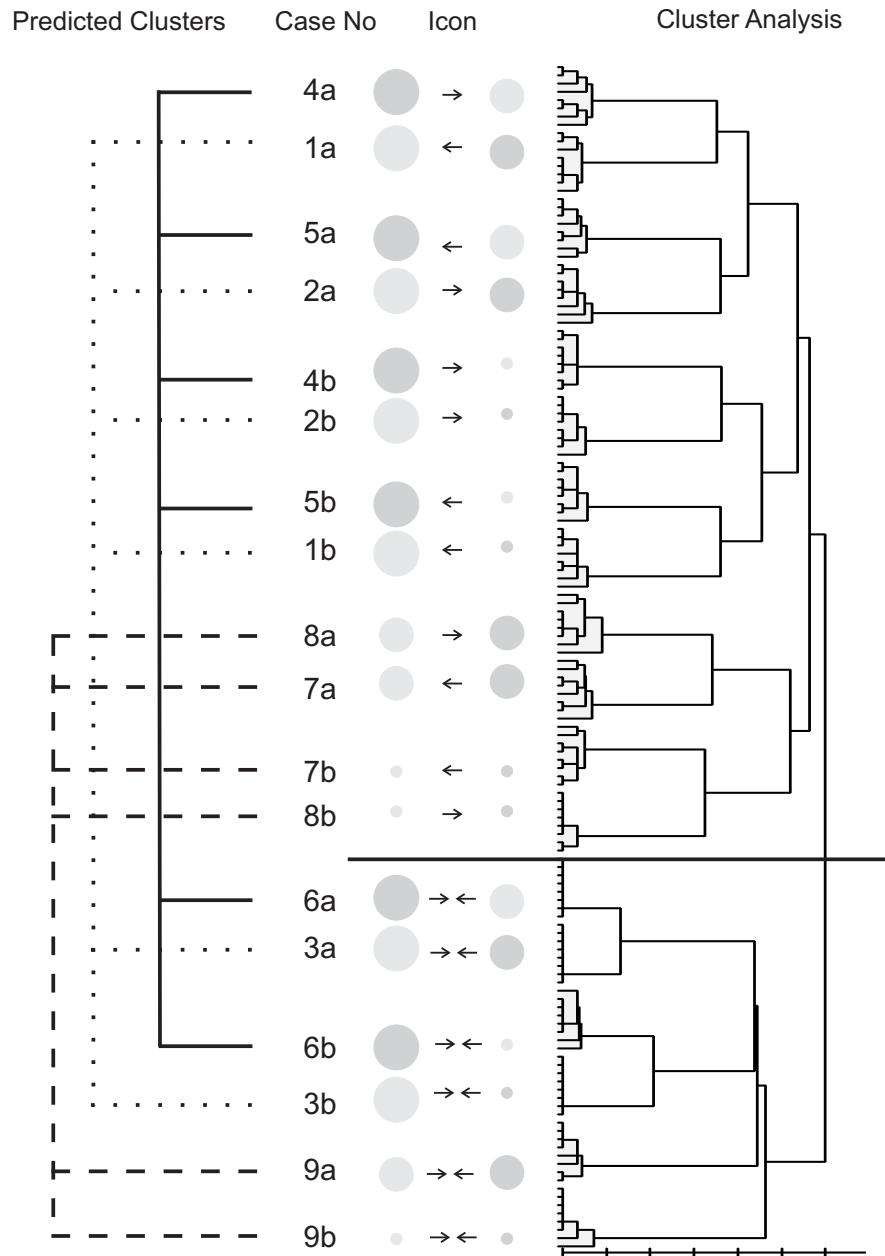 Predicted Clusters Case No Icon Cluster Analysis
4a
1a
5a
2a
4b
2b
5b
1b
8a
7a
7b
8b
6a
3a
6b
3b
9a
9b